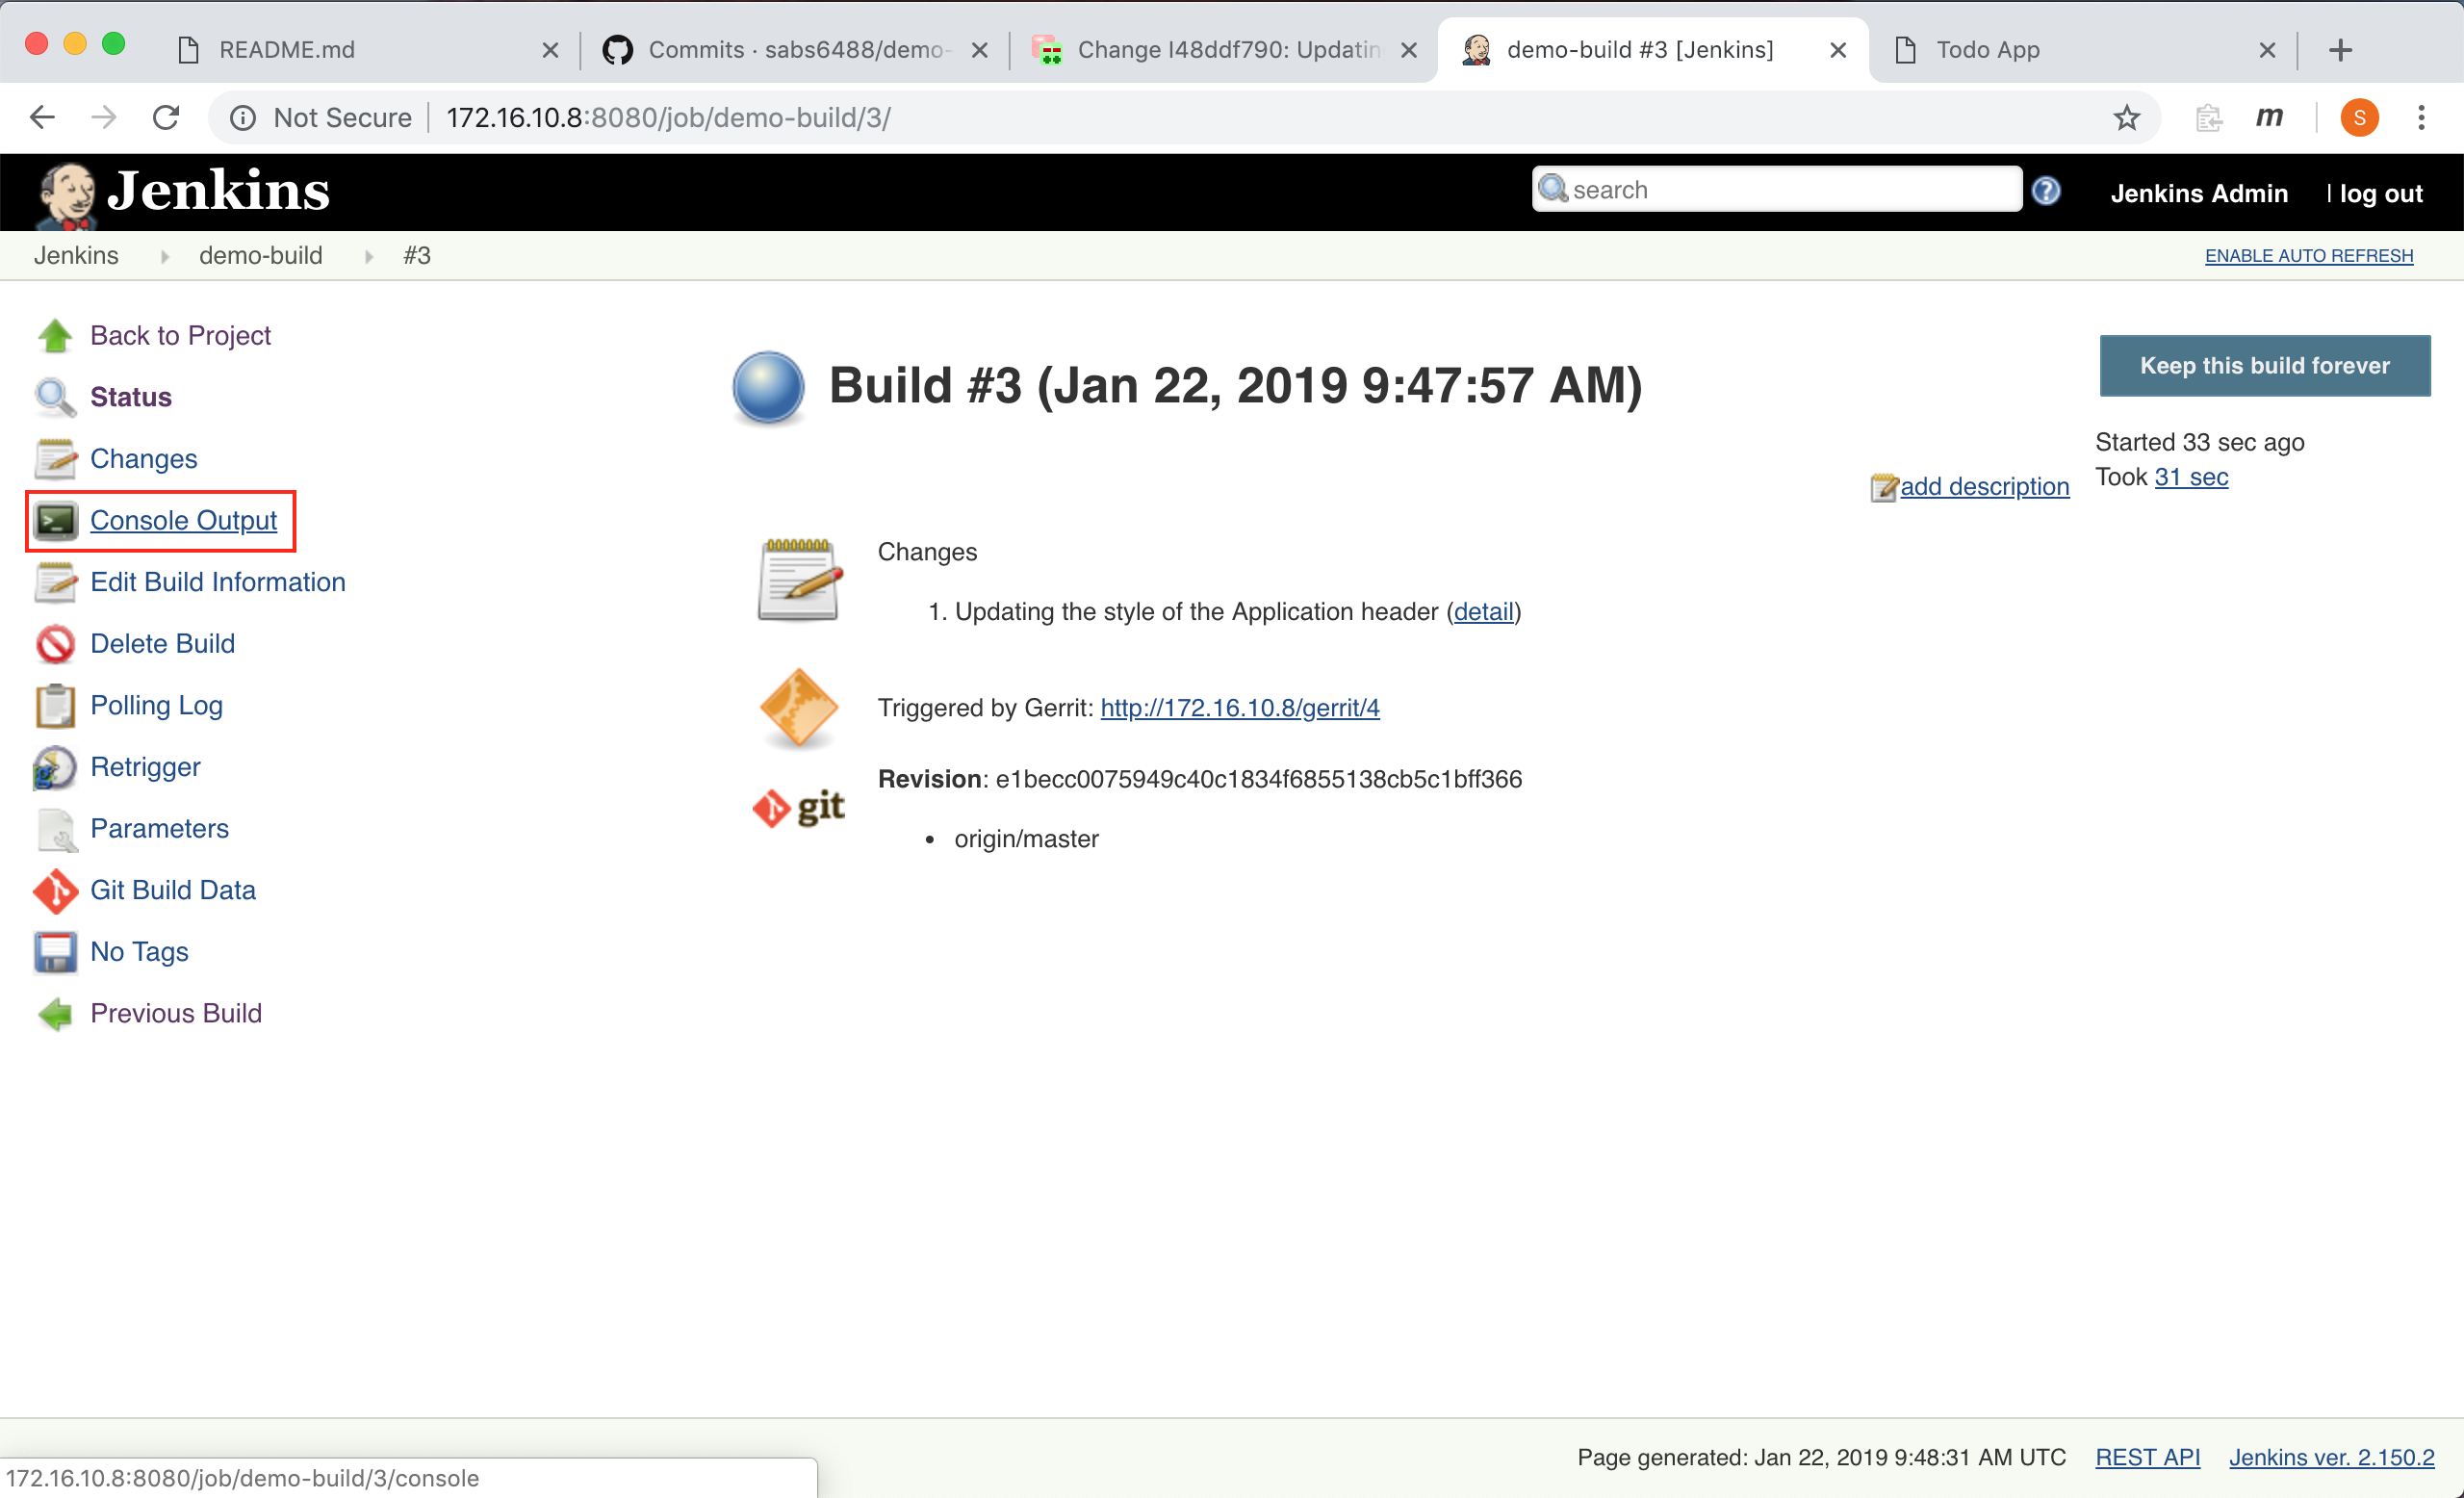 README.md
Commits · sabs6488/demo-
Change I48ddf790: Updatin
demo-build #3 [Jenkins]
Todo App
Not Secure
172.16.10.8:8080/job/demo-build/3/
m
S
Jenkins
search
Jenkins Admin
| log out
Jenkins
demo-build
#3
ENABLE AUTO REFRESH
Back to Project
Status
Changes
Console Output
Edit Build Information
Delete Build
Polling Log
Retrigger
Parameters
Git Build Data
No Tags
Previous Build
Build #3 (Jan 22, 2019 9:47:57 AM)
Keep this build forever
Started 33 sec ago
Took 31 sec
add description
Changes
1. Updating the style of the Application header (detail)
Triggered by Gerrit: http://172.16.10.8/gerrit/4
git
Revision: e1becc0075949c40c1834f6855138cb5c1bff366
• origin/master
Page generated: Jan 22, 2019 9:48:31 AM UTC
REST API
Jenkins ver. 2.150.2
172.16.10.8:8080/job/demo-build/3/console